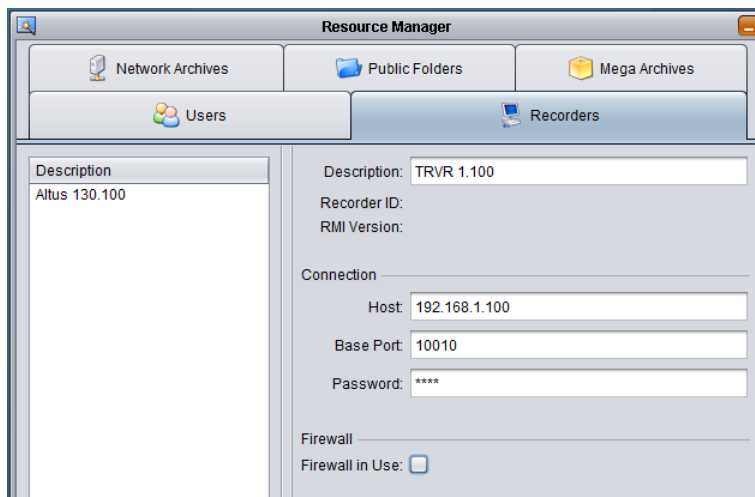 Resource Manager
Network Archives
Public Folders
Mega Archives
Users
Recorders
Description
Altus 130.100
Description: TRVR 1.100
Recorder ID:
RMI Version:
Connection
Host: 192.168.1.100
Base Port: 10010
Password: ****
Firewall
Firewall in Use: